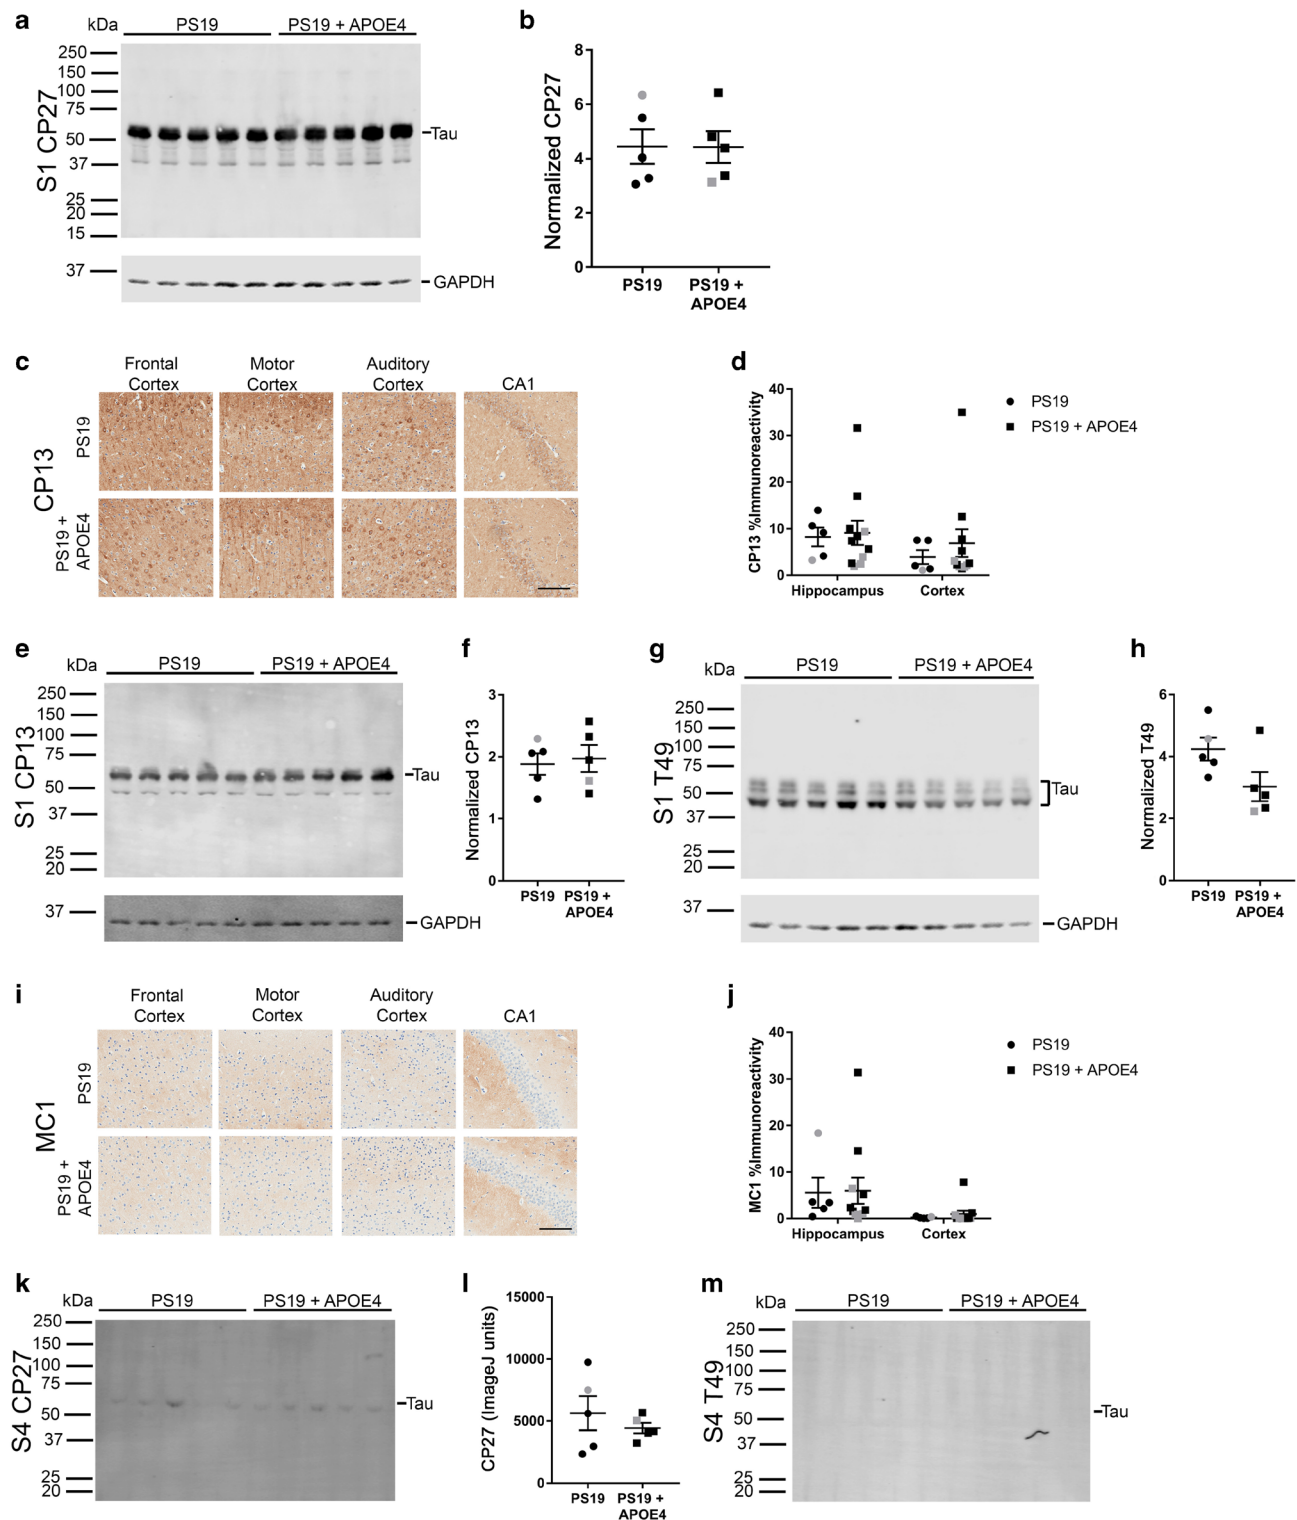 a
kDa
PS19
PS19 + APOE4
S1 CP27
250
150
100
75
50
37
25
20
15
Tau
37
GAPDH
b
Normalized CP27
8
6
4
2
0
PS19
PS19 +
APOE4
c
Frontal
Cortex
Motor
Cortex
Auditory
Cortex
CA1
CP13
PS19
PS19 +
APOE4
d
CP13 %Immunoreactivity
40
30
20
10
0
Hippocampus
Cortex
PS19
PS19 + APOE4
e
kDa
PS19
PS19 + APOE4
S1 CP13
250
150
100
75
50
37
25
20
Tau
37
GAPDH
f
Normalized CP13
3
2
1
0
PS19
PS19 +
APOE4
g
kDa
PS19
PS19 + APOE4
S1 T49
250
150
100
75
50
37
25
20
Tau
37
GAPDH
h
Normalized T49
6
4
2
0
PS19
PS19 +
APOE4
i
Frontal
Cortex
Motor
Cortex
Auditory
Cortex
CA1
MC1
PS19
PS19 +
APOE4
j
MC1 %Immunoreactivity
40
30
20
10
0
Hippocampus
Cortex
PS19
PS19 + APOE4
k
kDa
PS19
PS19 + APOE4
S4 CP27
250
150
100
75
50
37
25
20
Tau
l
CP27 (ImageJ units)
15000
10000
5000
0
PS19
PS19 +
APOE4
m
kDa
PS19
PS19 + APOE4
S4 T49
250
150
100
75
50
37
25
20
Tau